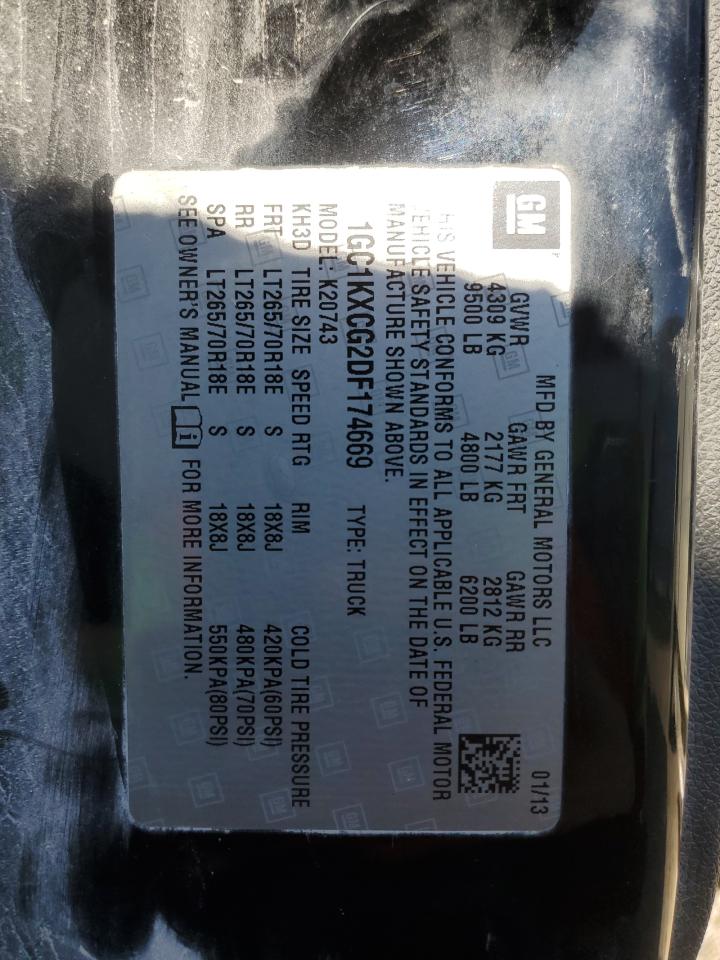 GM
MFD BY GENERAL MOTORS LLC 01/13
GVWR GAWR FRT GAWR RR
4309 KG 2177 KG 2812 KG
9500 LB 4800 LB 6200 LB
VEHICLE CONFORMS TO ALL APPLICABLE U.S. FEDERAL MOTOR
SAFETY STANDARDS IN EFFECT ON THE DATE OF
MANUFACTURE SHOWN ABOVE.
1GC1KXCG2DF174669 TYPE: TRUCK
MODEL: K20743
KH3D TIRE SIZE SPEED RTG RIM COLD TIRE PRESSURE
FRT LT265/70R18E S 18X8J 420KPA(60PSI)
RR LT265/70R18E S 18X8J 480KPA(70PSI)
SPA LT265/70R18E S 18X8J 550KPA(80PSI)
SEE OWNER'S MANUAL FOR MORE INFORMATION.